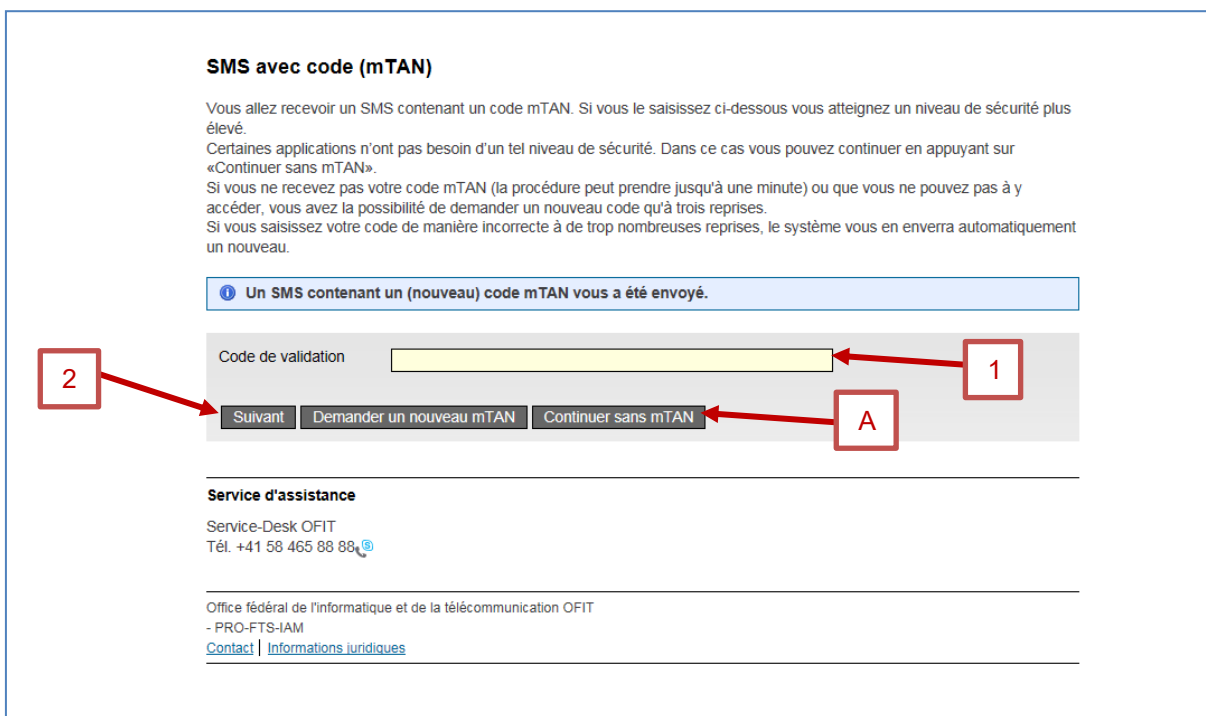 SMS avec code (mTAN)
Vous allez recevoir un SMS contenant un code mTAN. Si vous le saisissez ci-dessous vous atteignez un niveau de sécurité plus
élevé.
Certaines applications n'ont pas besoin d'un tel niveau de sécurité. Dans ce cas vous pouvez continuer en appuyant sur
«Continuer sans mTAN».
Si vous ne recevez pas votre code mTAN (la procédure peut prendre jusqu'à une minute) ou que vous ne pouvez pas à y
accéder, vous avez la possibilité de demander un nouveau code qu'à trois reprises.
Si vous saisissez votre code de manière incorrecte à de trop nombreuses reprises, le système vous en enverra automatiquement
un nouveau.
Un SMS contenant un (nouveau) code mTAN vous a été envoyé.
Code de validation
1
2
Suivant Demander un nouveau mTAN Continuer sans mTAN
A
Service d'assistance
Service-Desk OFIT
Tél. +41 58 465 88 88
Office fédéral de l'informatique et de la télécommunication OFIT
- PRO-FTS-IAM
Contact | Informations juridiques